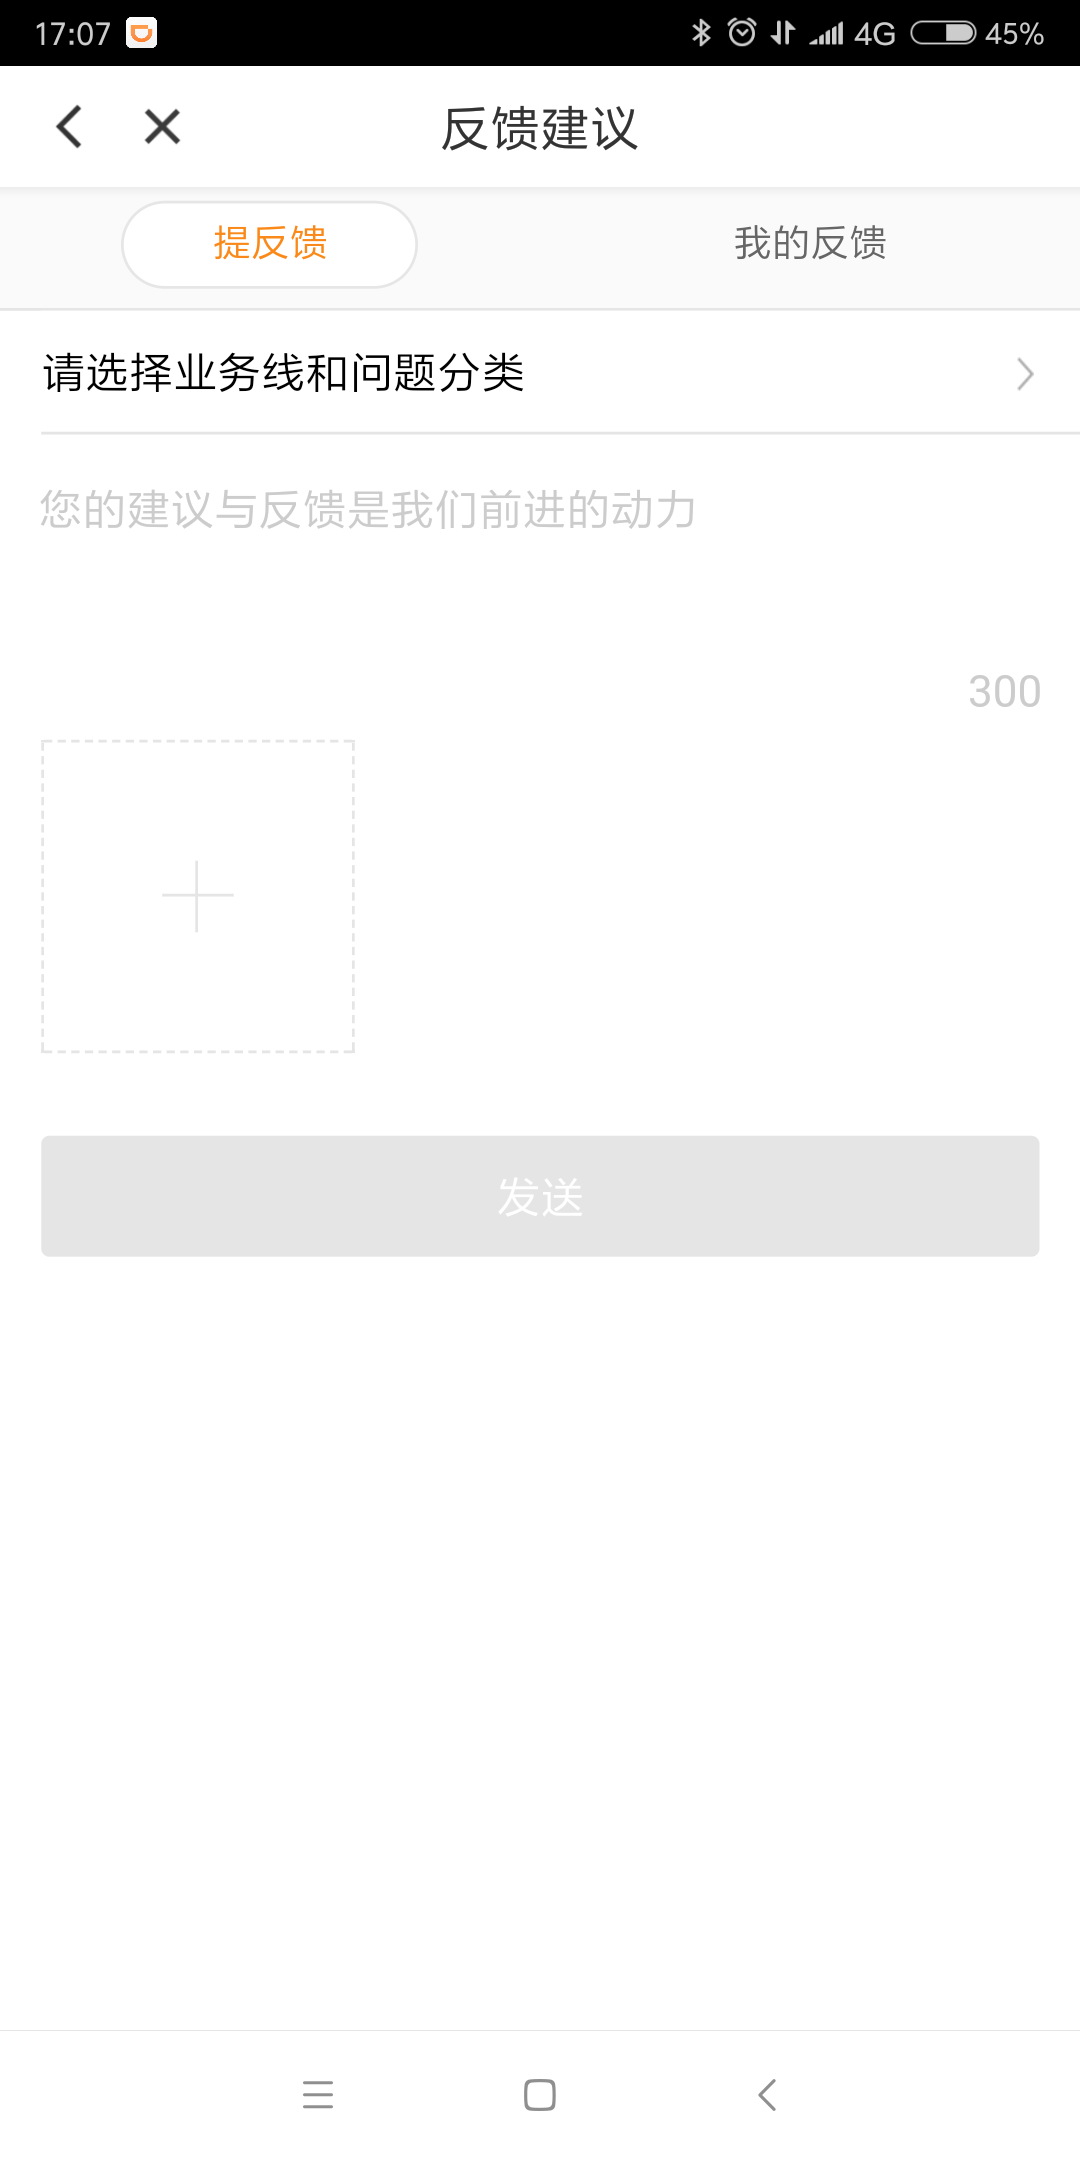 17:07 4G 45%
反馈建议
提反馈 我的反馈
请选择业务线和问题分类
您的建议与反馈是我们前进的动力
300
发送